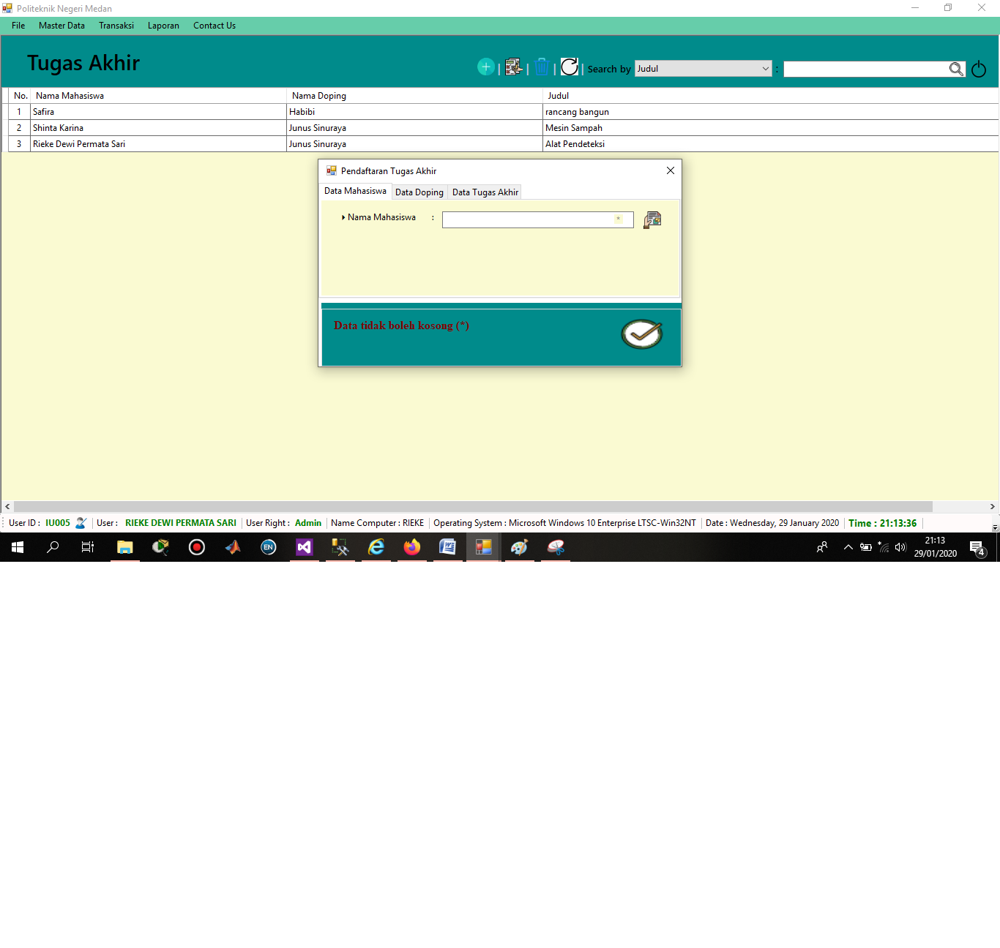 Politeknik Negeri Medan
File Master Data Transaksi Laporan Contact Us
Tugas Akhir
| | | | Search by Judul :
No. Nama Mahasiswa Nama Doping Judul
1 Safira Habibi rancang bangun
2 Shinta Karina Junus Sinuraya Mesin Sampah
3 Rieke Dewi Permata Sari Junus Sinuraya Alat Pendeteksi
Pendaftaran Tugas Akhir
Data Mahasiswa Data Doping Data Tugas Akhir
Nama Mahasiswa : *
Data tidak boleh kosong (*)
User ID : IU005 User : RIEKE DEWI PERMATA SARI User Right : Admin Name Computer : RIEKE Operating System : Microsoft Windows 10 Enterprise LTSC-Win32NT Date : Wednesday, 29 January 2020 Time : 21:13:36
EN
21:13
29/01/2020
4